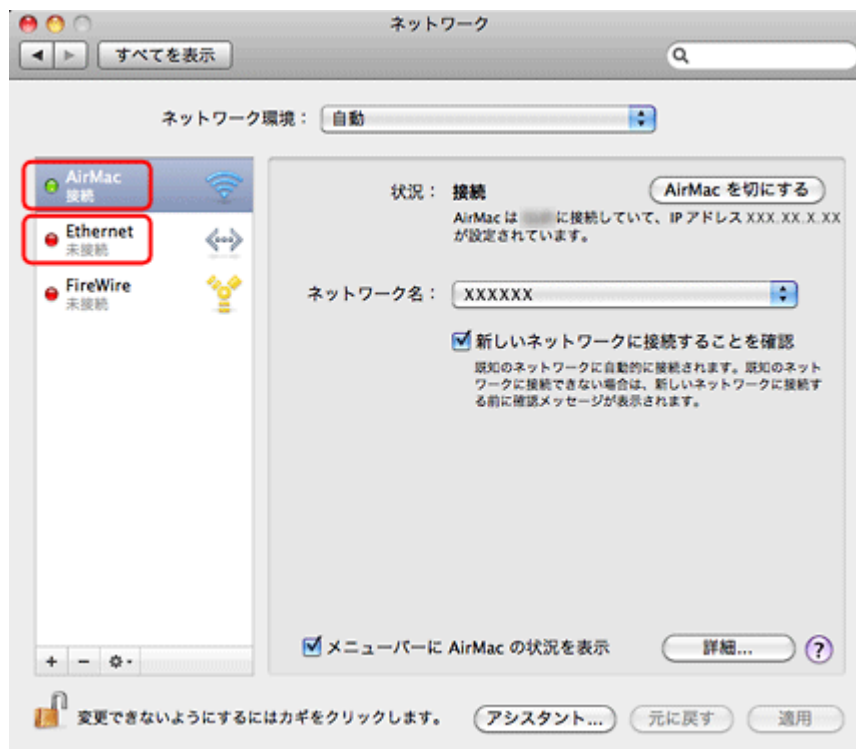 ネットワーク
すべてを表示
ネットワーク環境： 自動
AirMac
接続
Ethernet
未接続
FireWire
未接続
状況： 接続 AirMac を切にする
AirMac は に接続していて、IP アドレス XXX.XX.X.XX
が設定されています。
ネットワーク名： XXXXXX
新しいネットワークに接続することを確認
既知のネットワークに自動的に接続されます。既知のネット
ワークに接続できない場合は、新しいネットワークに接続す
る前に確認メッセージが表示されます。
メニューバーに AirMac の状況を表示 詳細... ?
変更できないようにするにはカギをクリックします。 アシスタント... 元に戻す 適用